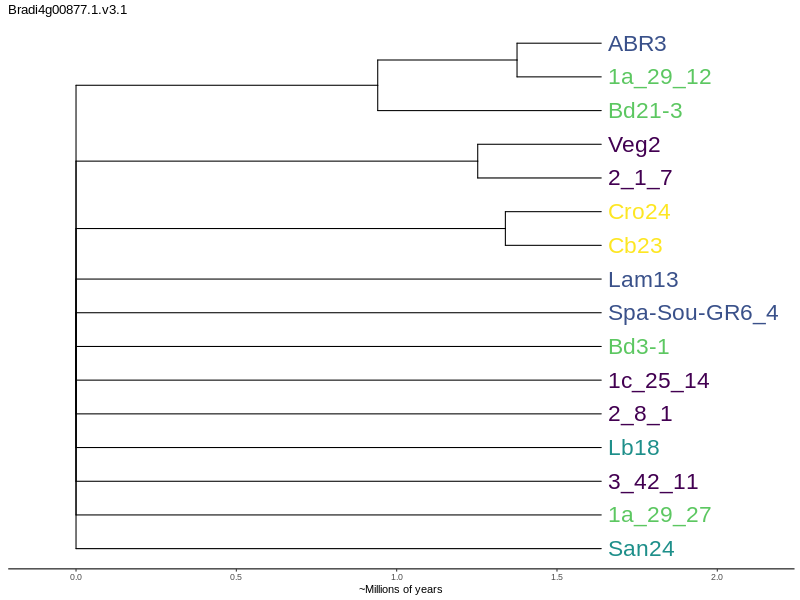 Bradi4g00877.1.v3.1
ABR3
1a_29_12
Bd21-3
Veg2
2_1_7
Cro24
Cb23
Lam13
Spa-Sou-GR6_4
Bd3-1
1c_25_14
2_8_1
Lb18
3_42_11
1a_29_27
San24
0.0 0.5 1.0 1.5 2.0
~Millions of years